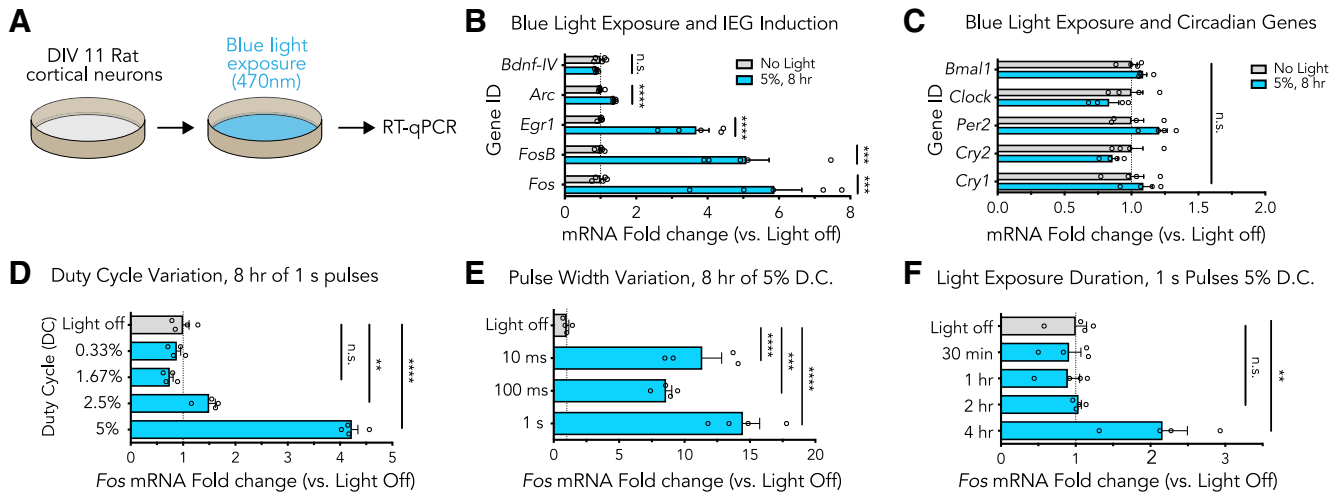 A
DIV 11 Rat
cortical neurons
Blue light
exposure
(470nm)
RT-qPCR
B
Blue Light Exposure and IEG Induction
No Light
5%, 8 hr
Gene ID
Bdnf-IV
Arc
Egr1
FosB
Fos
n.s.
****
****
***
***
0 2 4 6 8
mRNA Fold change (vs. Light off)
C
Blue Light Exposure and Circadian Genes
No Light
5%, 8 hr
Gene ID
Bmal1
Clock
Per2
Cry2
Cry1
n.s.
0.0 0.5 1.0 1.5 2.0
mRNA Fold change (vs. Light off)
D
Duty Cycle Variation, 8 hr of 1 s pulses
Duty Cycle (DC)
Light off
0.33%
1.67%
2.5%
5%
n.s.
**
****
0 1 2 3 4 5
Fos mRNA Fold change (vs. Light Off)
E
Pulse Width Variation, 8 hr of 5% D.C.
Light off
10 ms
100 ms
1 s
****
***
****
0 5 10 15 20
Fos mRNA Fold change (vs. Light Off)
F
Light Exposure Duration, 1 s Pulses 5% D.C.
Light off
30 min
1 hr
2 hr
4 hr
n.s.
**
0 1 2 3
Fos mRNA Fold change (vs. Light Off)